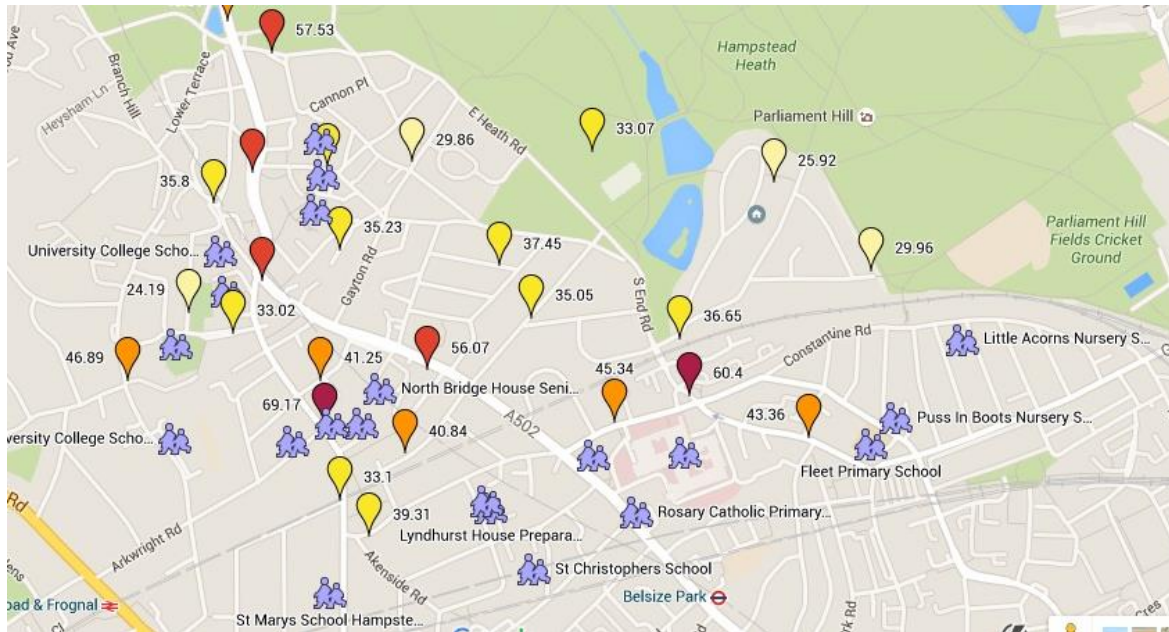 57.53
Branch Hill
Lower Terrace
Heysham Ln
Cannon Pl
E Heath Rd
29.86
33.07
Hampstead
Heath
Parliament Hill
25.92
35.8
35.23
37.45
29.96
Parliament Hill
Fields Cricket
Ground
University College Scho...
24.19
33.02
Gayton Rd
35.05
S End Rd
36.65
Constantine Rd
Little Acorns Nursery S...
46.89
41.25
56.07
North Bridge House Seni...
45.34
60.4
69.17
40.84
A502
43.36
Puss In Boots Nursery S...
versity College Scho...
Fleet Primary School
33.1
39.31
Lyndhurst House Prepara...
Rosary Catholic Primary...
Rd
Arkwright Rd
Akenside Rd
St Christophers School
oad & Frognal
St Marys School Hampste...
Belsize Park